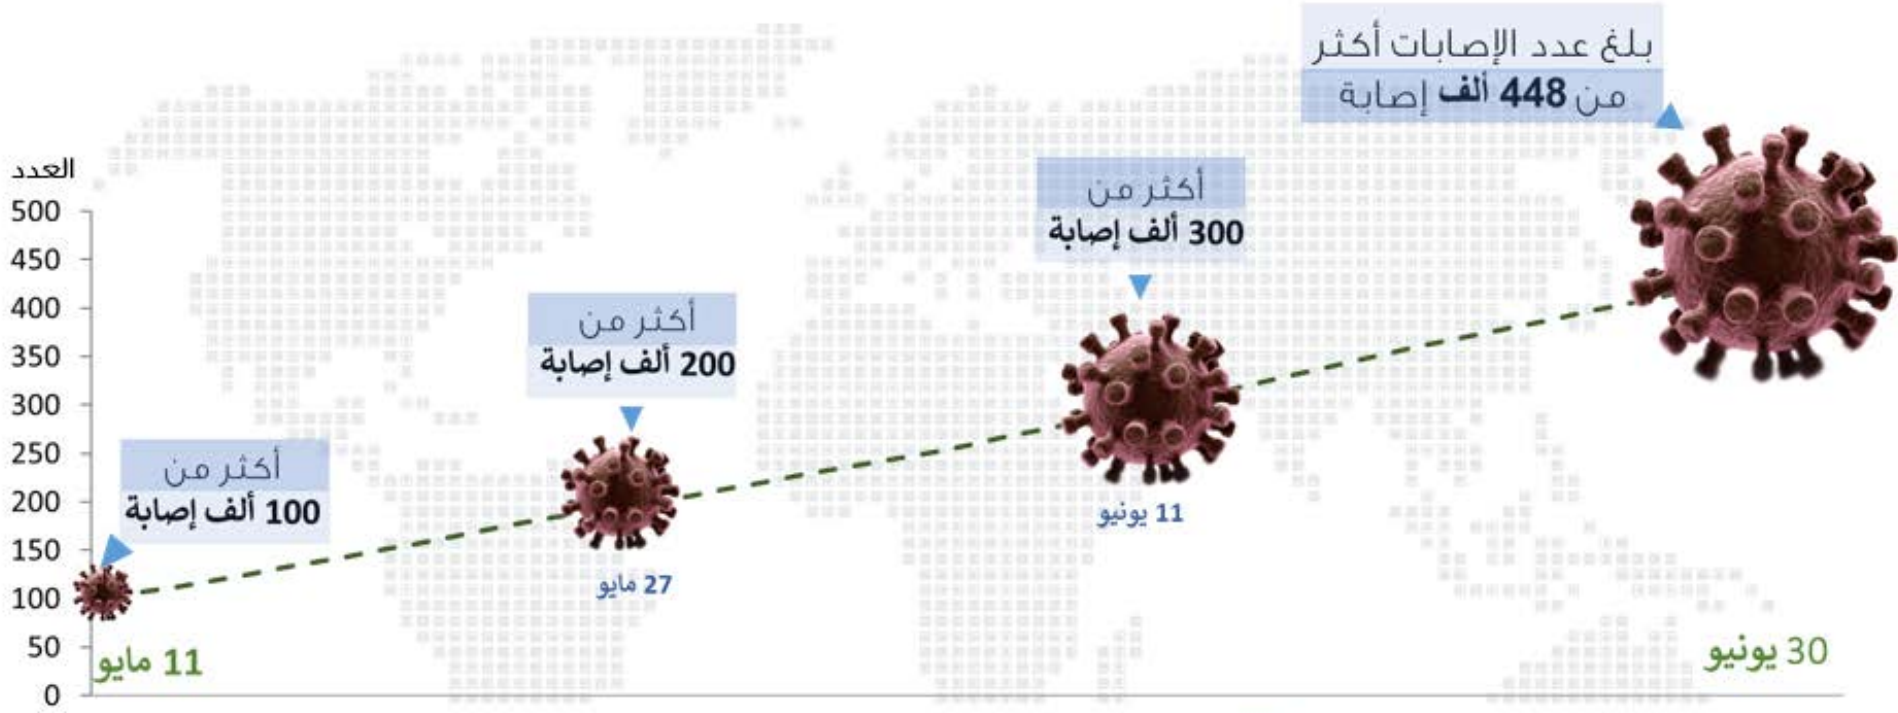 بلغ عدد الإصابات أكثر
من 448 ألف إصابة
أكثر من
300 ألف إصابة
أكثر من
200 ألف إصابة
أكثر من
100 ألف إصابة
العدد
500
450
400
350
300
250
200
150
100
50
0
11 مايو
27 مايو
11 يونيو
30 يونيو